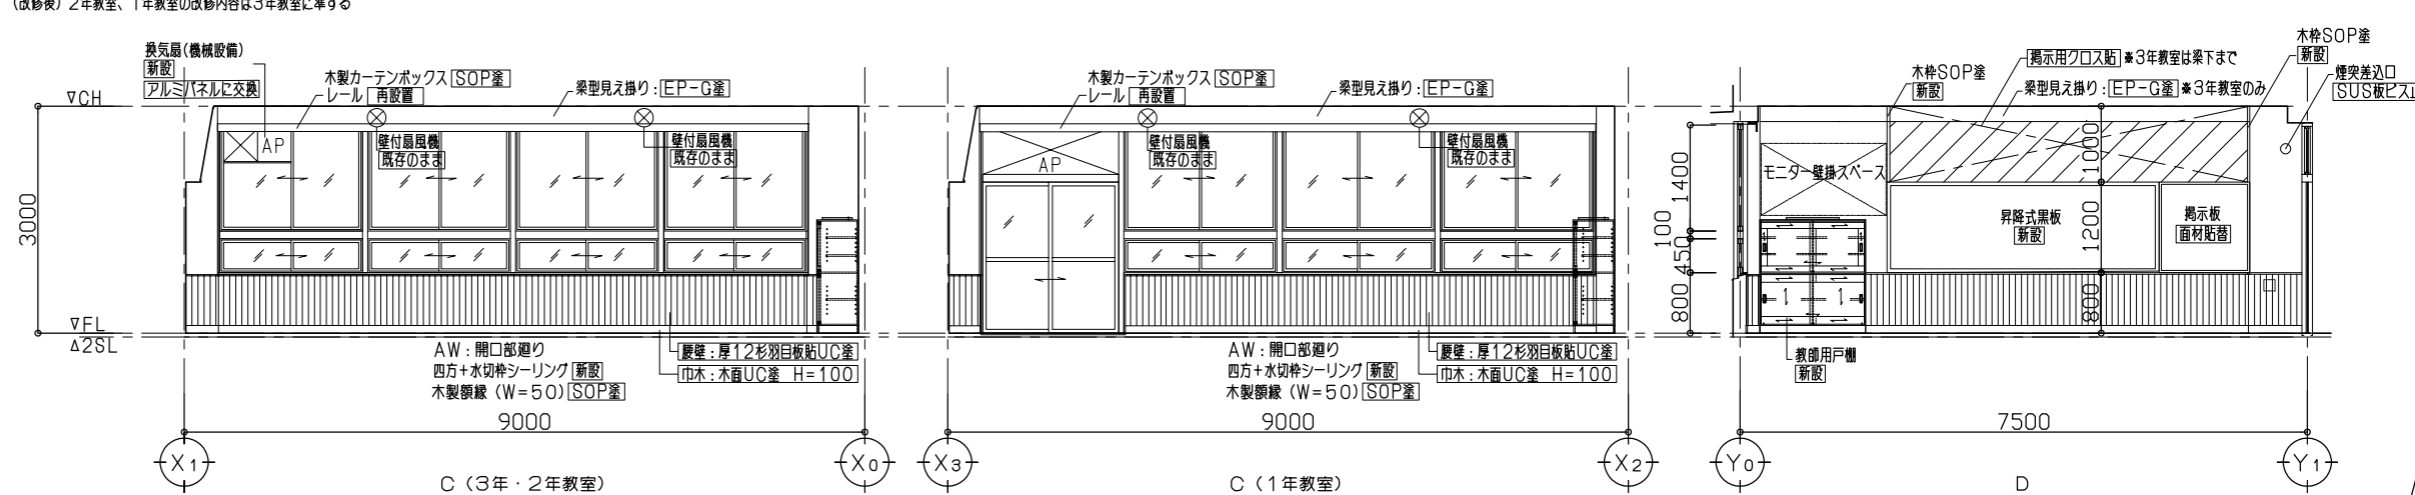 (改修後) 2年教室、1年教室の改修内容は3年教室に準ずる
換気扇(機械設備)
新設
アルミパネルに交換
木製カーテンボックス SOP塗
レール 再設置
梁型見え掛り：EP-G塗
▽CH
AP
壁付扇風機
既存のまま
壁付扇風機
既存のまま
3000
▽FL
△2SL
AW：開口部廻り
四方+水切枠シーリング 新設
木製額縁 (W=50) SOP塗
腰壁：厚12杉羽目板貼UC塗
巾木：木面UC塗 H=100
9000
X1
X0
C (3年・2年教室)
木製カーテンボックス SOP塗
レール 再設置
梁型見え掛り：EP-G塗
AP
壁付扇風機
既存のまま
壁付扇風機
既存のまま
AW：開口部廻り
四方+水切枠シーリング 新設
木製額縁 (W=50) SOP塗
腰壁：厚12杉羽目板貼UC塗
巾木：木面UC塗 H=100
9000
X3
X2
C (1年教室)
木枠SOP塗
新設
掲示用クロス貼 ※3年教室は梁下まで
梁型見え掛り：EP-G塗 ※3年教室のみ
木枠SOP塗
新設
煙突差込口
SUS板ビス止
モニター壁掛スペース
昇降式黒板
新設
掲示板
面材貼替
1400
100
450
800
1000
1200
800
教師用戸棚
新設
7500
Y0
Y1
D